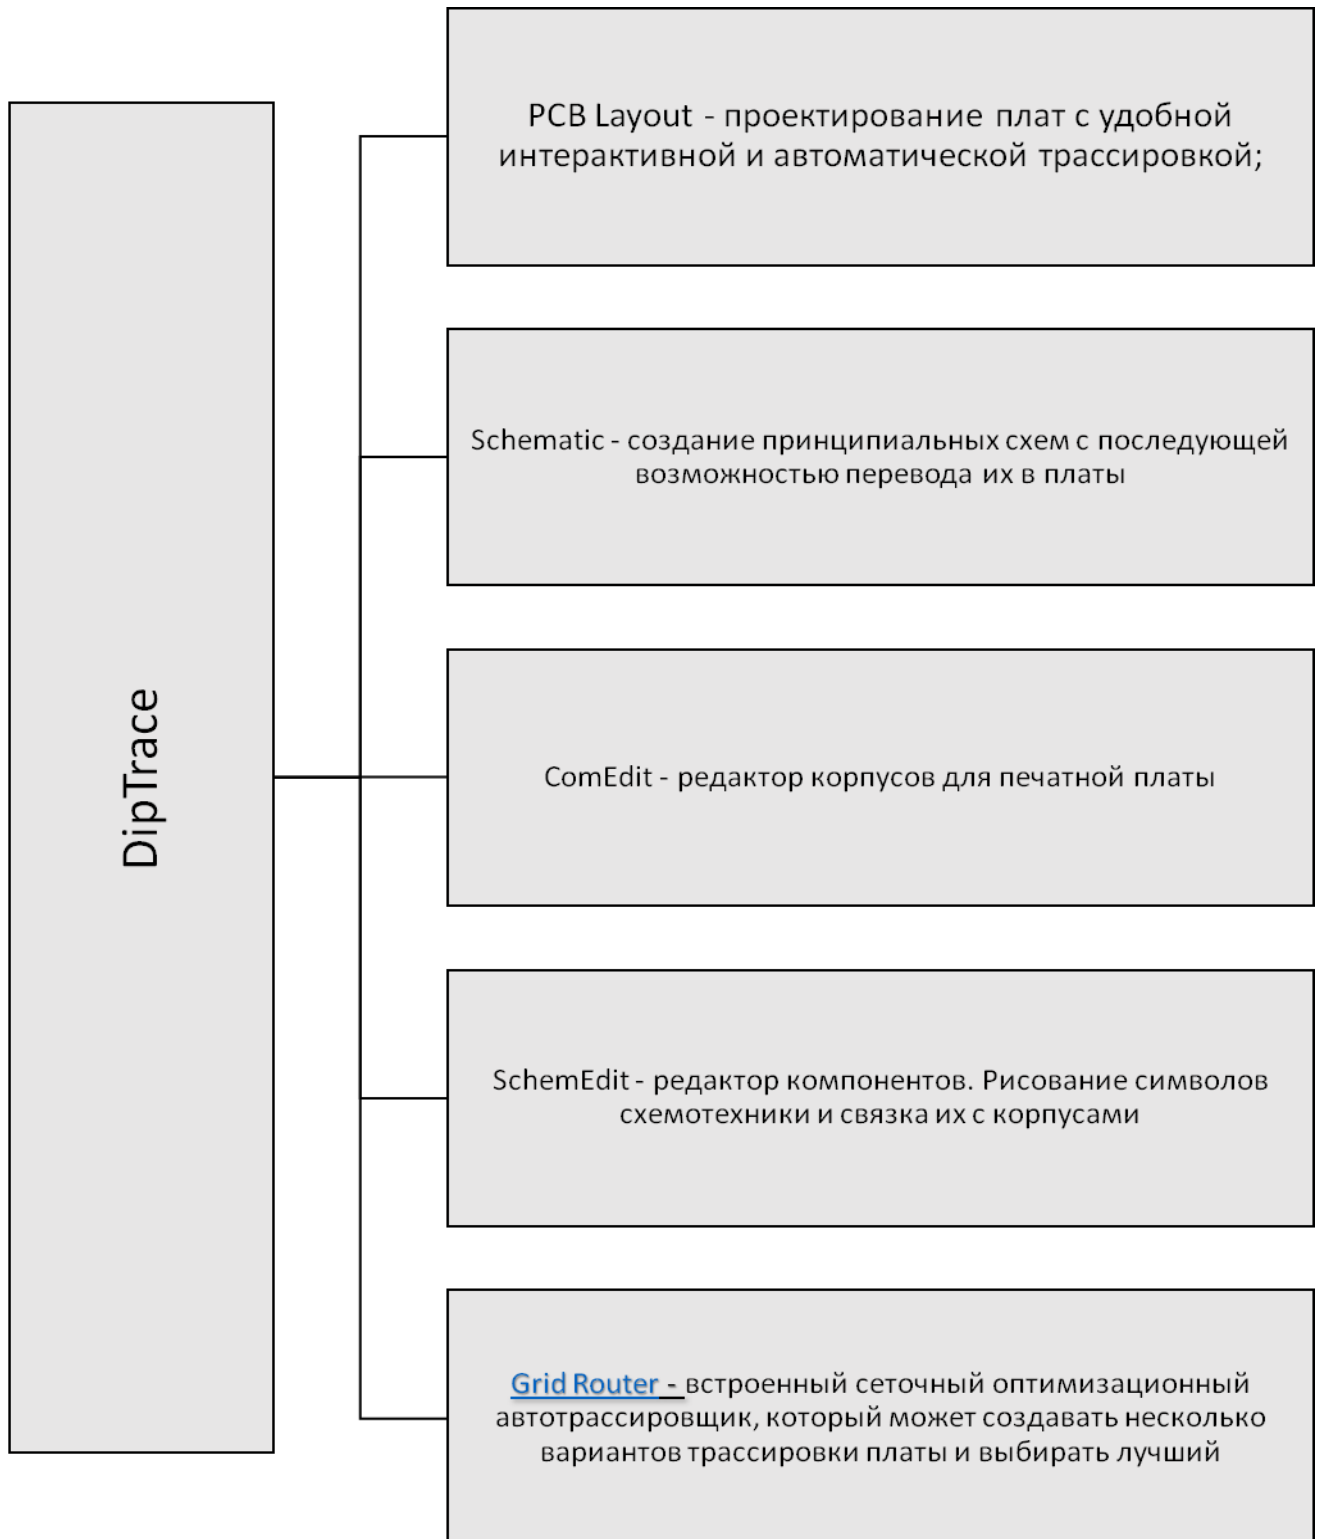 DipTrace
PCB Layout - проектирование плат с удобной
интерактивной и автоматической трассировкой;
Schematic - создание принципиальных схем с последующей
возможностью перевода их в платы
ComEdit - редактор корпусов для печатной платы
SchemEdit - редактор компонентов. Рисование символов
схемотехники и связка их с корпусами
Grid Router - встроенный сеточный оптимизационный
автотрассировщик, который может создавать несколько
вариантов трассировки платы и выбирать лучший